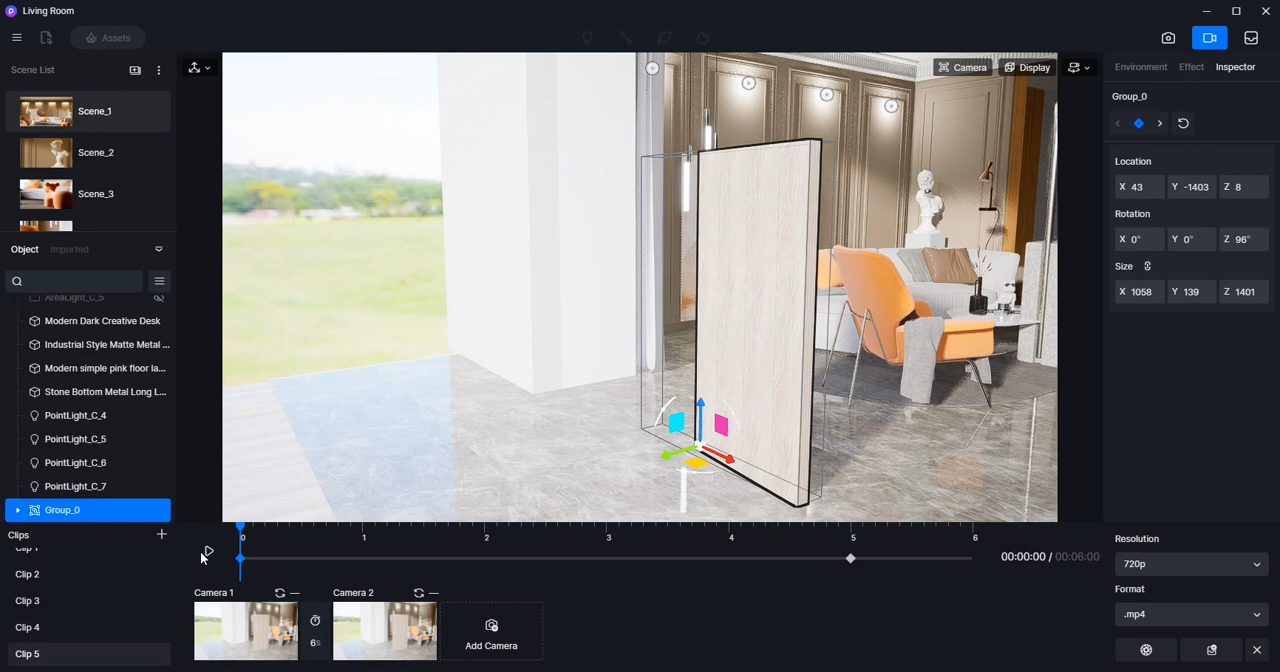 Living Room
Assets
Scene List
Camera
Display
Environment
Effect
Inspector
Scene_1
Scene_2
Scene_3
Group_0
Location
X 43
Y -1403
Z 8
Rotation
X 0°
Y 0°
Z 96°
Size
X 1058
Y 139
Z 1401
Object
Imported
AreaLight_C_5
Modern Dark Creative Desk
Industrial Style Matte Metal ...
Modern simple pink floor la...
Stone Bottom Metal Long L...
PointLight_C_4
PointLight_C_5
PointLight_C_6
PointLight_C_7
Group_0
Clips
Clip 1
Clip 2
Clip 3
Clip 4
Clip 5
0 1 2 3 4 5 6
00:00:00 / 00:06:00
Camera 1
6s
Camera 2
Add Camera
Resolution
720p
Format
.mp4